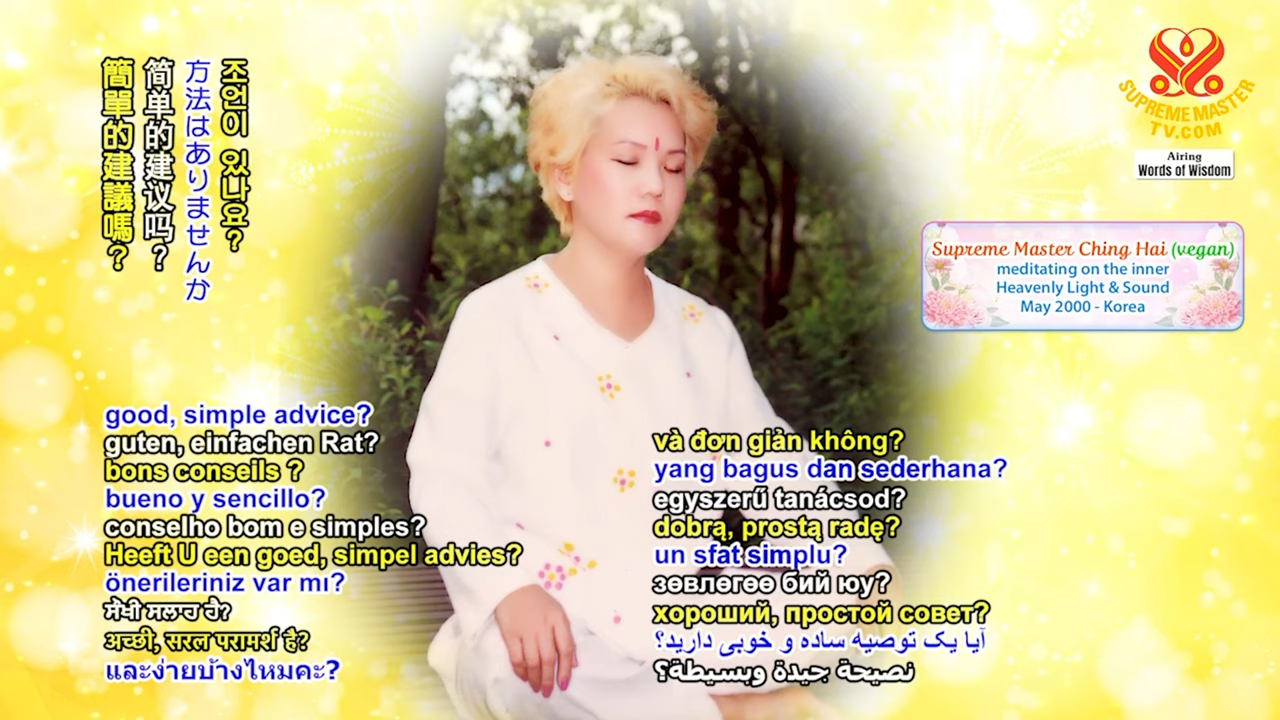 簡單的建議嗎？
简单的建议吗？
方法はありませんか
조언이 있나요?
SUPREME MASTER
TV.COM
Airing
Words of Wisdom
Supreme Master Ching Hai (vegan)
meditating on the inner
Heavenly Light & Sound
May 2000 - Korea
good, simple advice?
guten, einfachen Rat?
bons conseils ?
bueno y sencillo?
conselho bom e simples?
Heeft U een goed, simpel advies?
önerileriniz var mı?
ਸੌਖੀ ਸਲਾਹ ਹੈ?
अच्छी, सरल परामर्श है?
และง่ายบ้างไหมคะ?
và đơn giản không?
yang bagus dan sederhana?
egyszerű tanácsod?
dobrą, prostą radę?
un sfat simplu?
зөвлөгөө бий юу?
хороший, простой совет?
آیا یک توصیه ساده و خوبی دارید؟
نصيحة جيدة وبسيطة؟